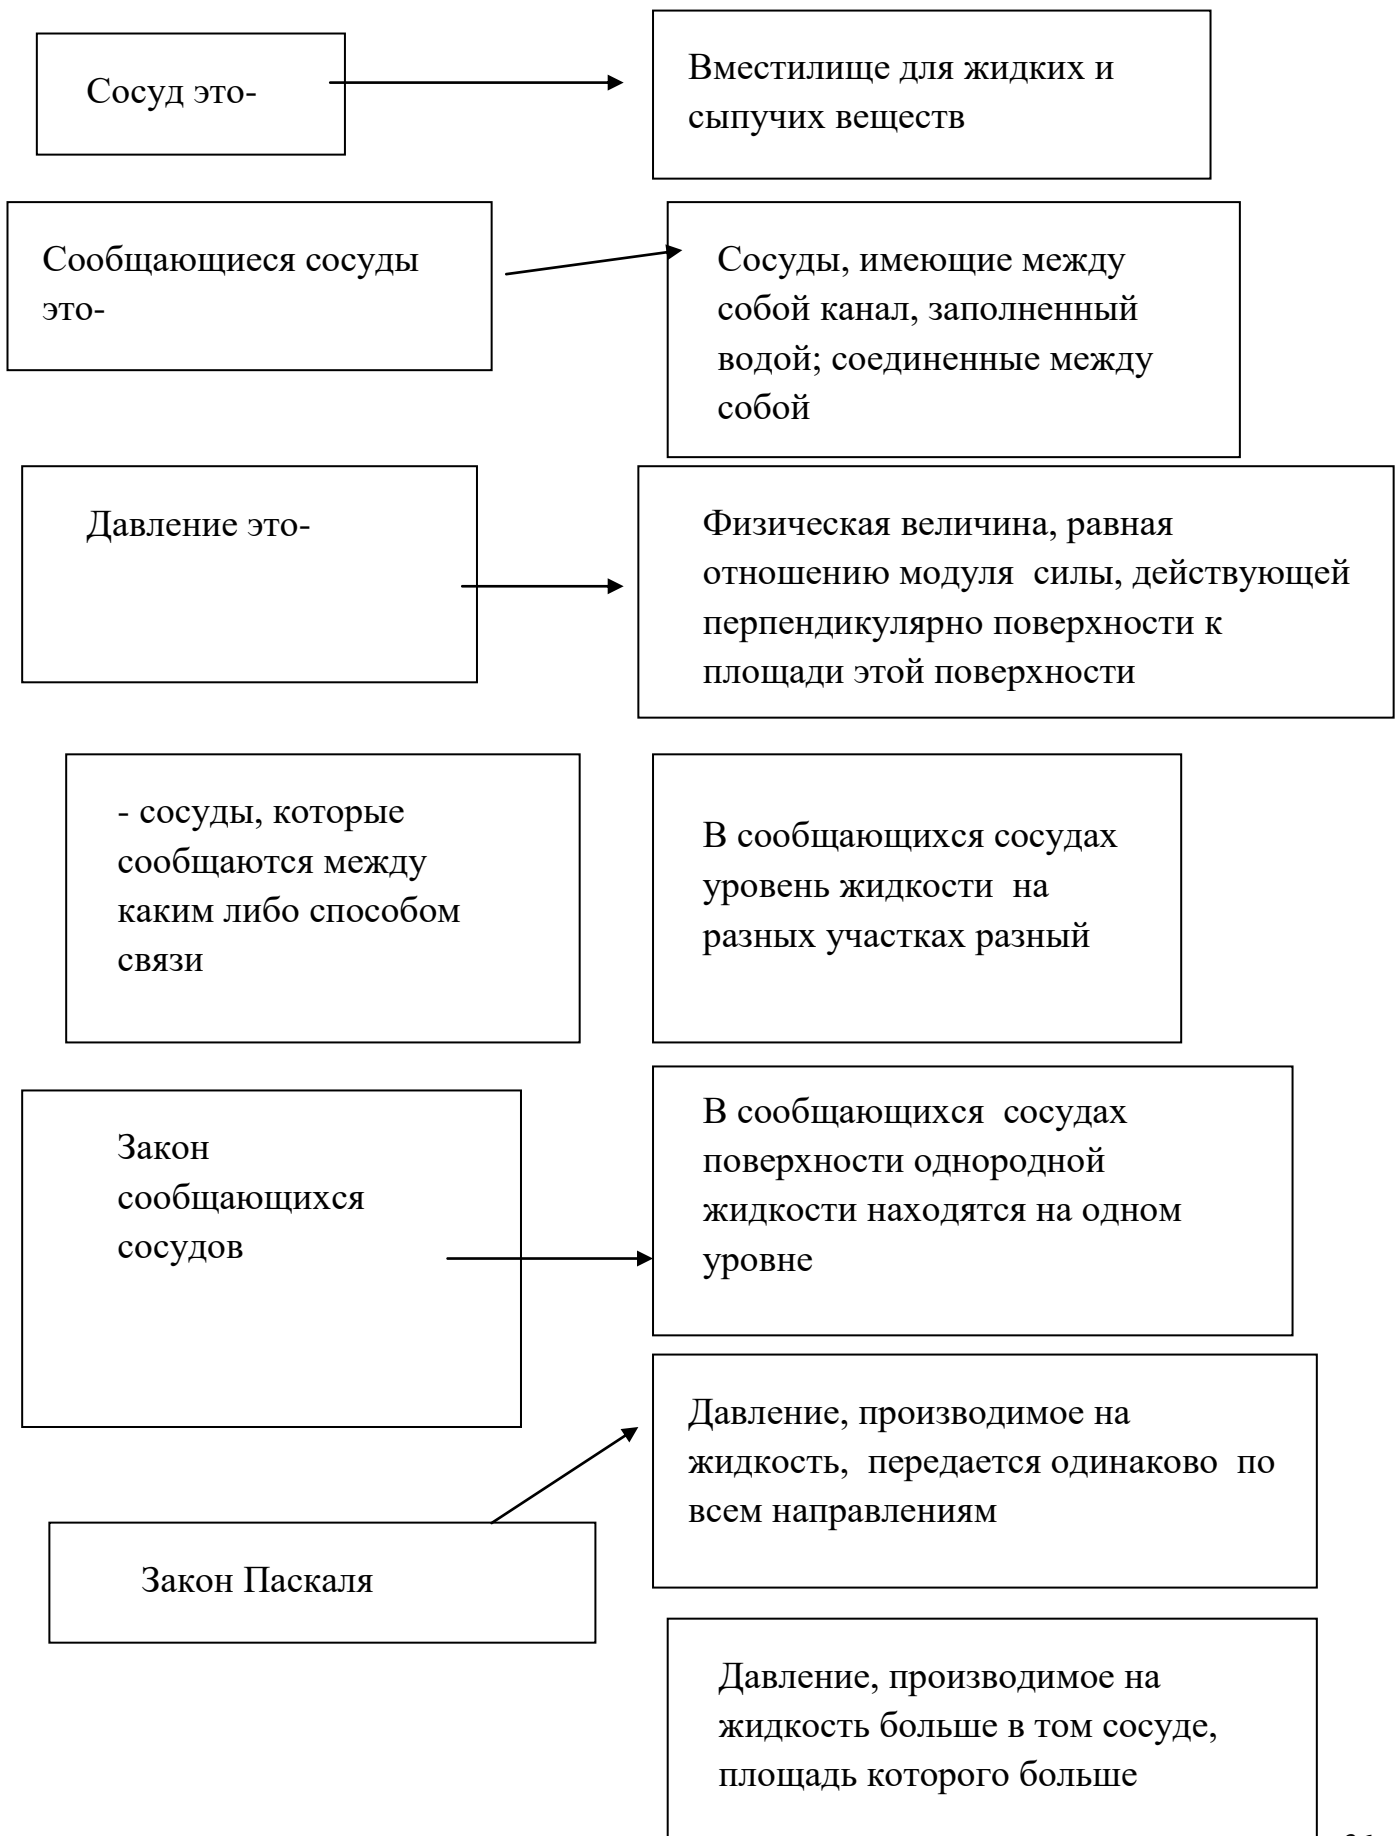 Сосуд это-
Вместилище для жидких и
сыпучих веществ
Сообщающиеся сосуды
это-
Сосуды, имеющие между
собой канал, заполненный
водой; соединенные между
собой
Давление это-
Физическая величина, равная
отношению модуля  силы, действующей
перпендикулярно поверхности к
площади этой поверхности
- сосуды, которые
сообщаются между
каким либо способом
связи
В сообщающихся сосудах
уровень жидкости  на
разных участках разный
Закон
сообщающихся
сосудов
В сообщающихся  сосудах
поверхности однородной
жидкости находятся на одном
уровне
Давление, производимое на
жидкость,  передается одинаково  по
всем направлениям
Закон Паскаля
Давление, производимое на
жидкость больше в том сосуде,
площадь которого больше